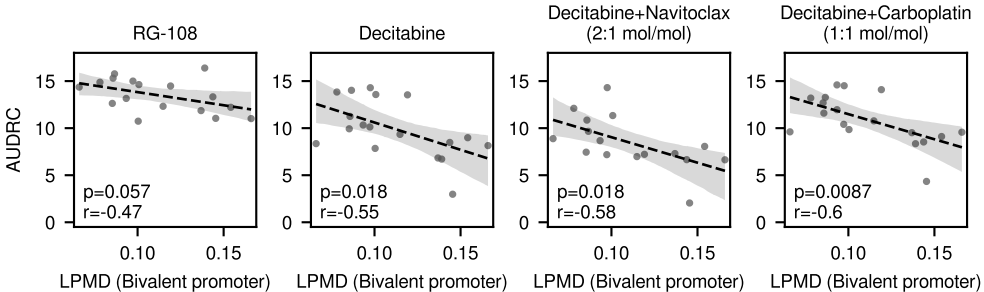 RG-108
Decitabine
Decitabine+Navitoclax
(2:1 mol/mol)
Decitabine+Carboplatin
(1:1 mol/mol)
AUDRC
15
10
5
0
p=0.057
r=-0.47
0.10
0.15
LPMD (Bivalent promoter)
15
10
5
0
p=0.018
r=-0.55
0.10
0.15
LPMD (Bivalent promoter)
15
10
5
0
p=0.018
r=-0.58
0.10
0.15
LPMD (Bivalent promoter)
15
10
5
0
p=0.0087
r=-0.6
0.10
0.15
LPMD (Bivalent promoter)